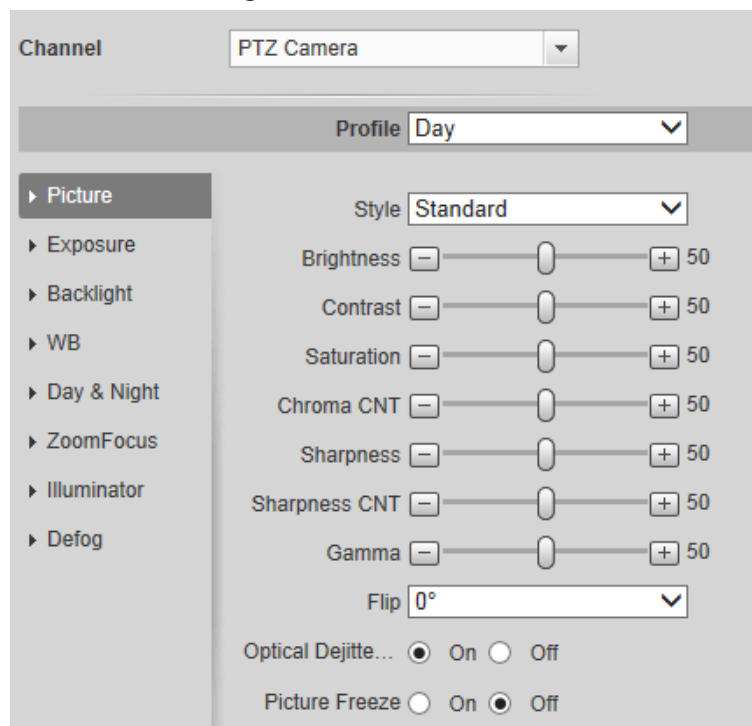 Channel PTZ Camera
Profile Day
Picture
Exposure
Backlight
WB
Day & Night
ZoomFocus
Illuminator
Defog
Style Standard
Brightness 50
Contrast 50
Saturation 50
Chroma CNT 50
Sharpness 50
Sharpness CNT 50
Gamma 50
Flip 0°
Optical Dejitte... On Off
Picture Freeze On Off